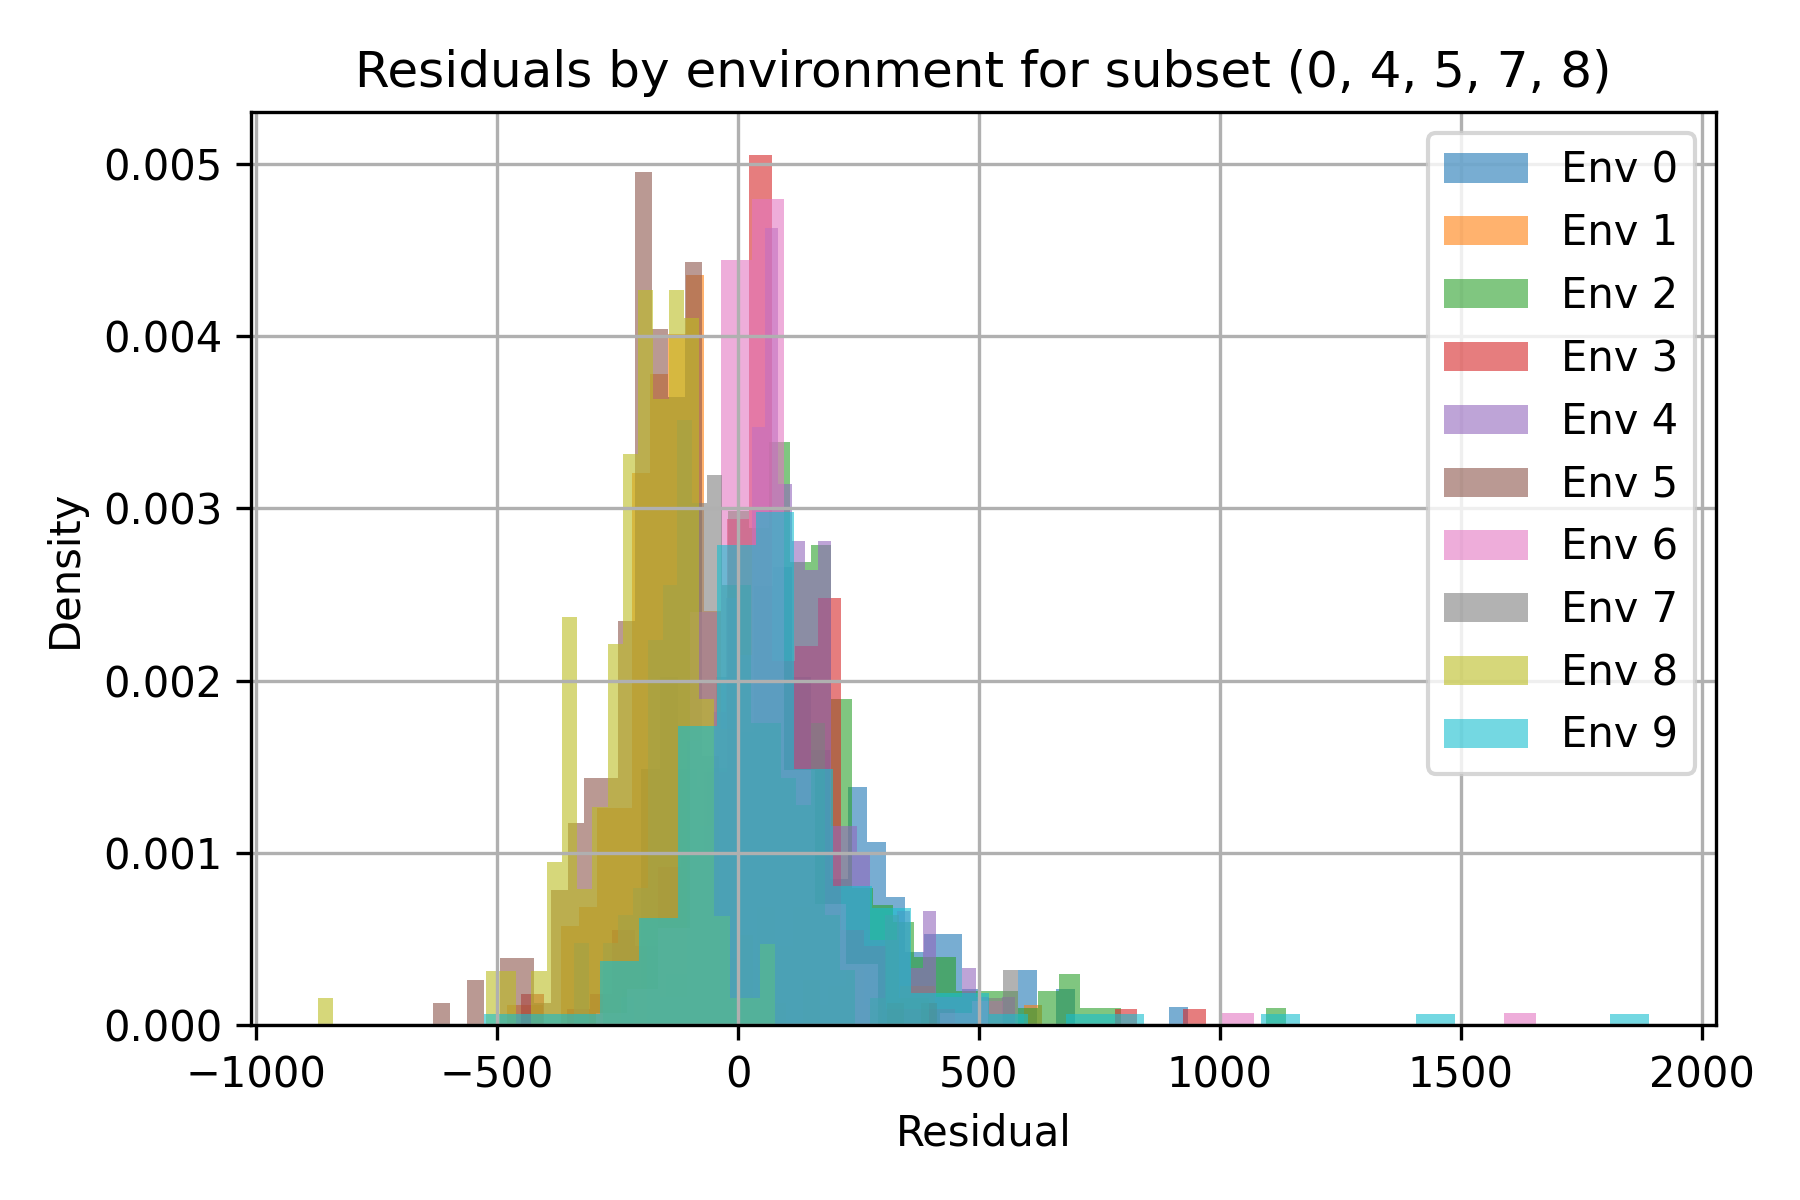 Residuals by environment for subset (0, 4, 5, 7, 8)
Density
0.005
0.004
0.003
0.002
0.001
0.000
−1000
−500
0
500
1000
1500
2000
Residual
Env 0
Env 1
Env 2
Env 3
Env 4
Env 5
Env 6
Env 7
Env 8
Env 9